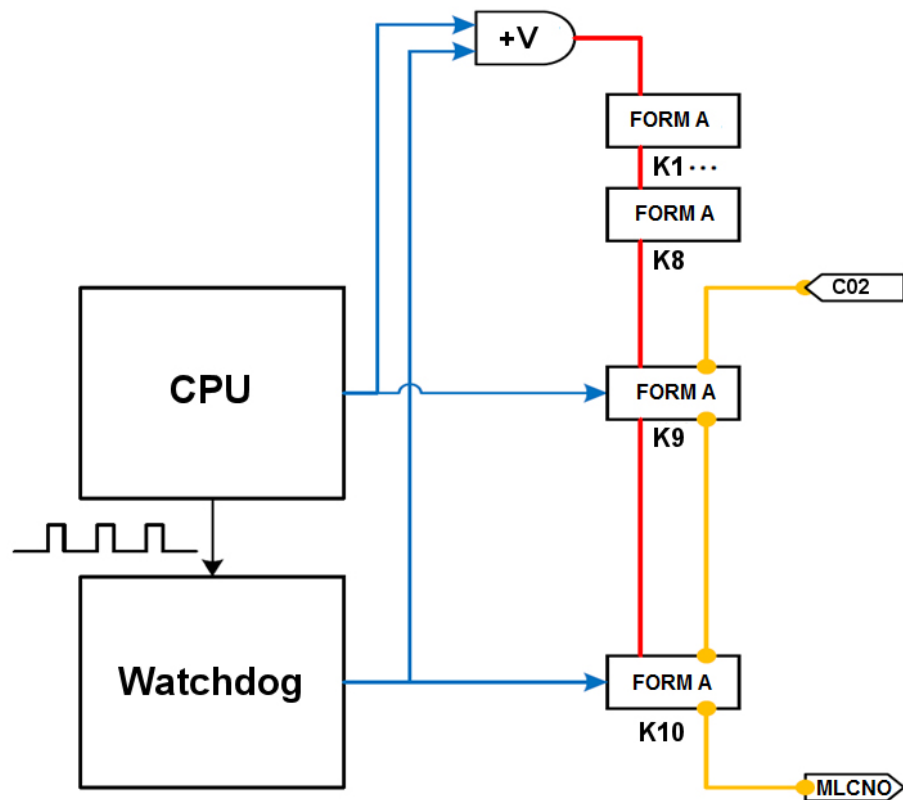 +V
FORM A
K1 ···
FORM A
K8
C02
CPU
FORM A
K9
Watchdog
FORM A
K10
MLCNO